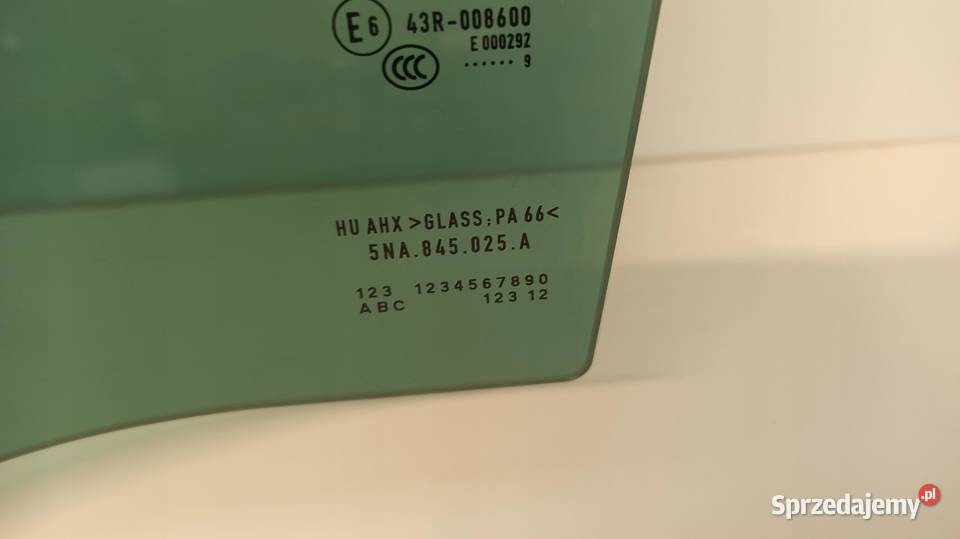 E6 43R-008600
E 000292
CCC ...... 9
HU AHX >GLASS;PA 66<
5NA.845.025.A
123 1234567890
ABC 123 12
Sprzedajemy.pl